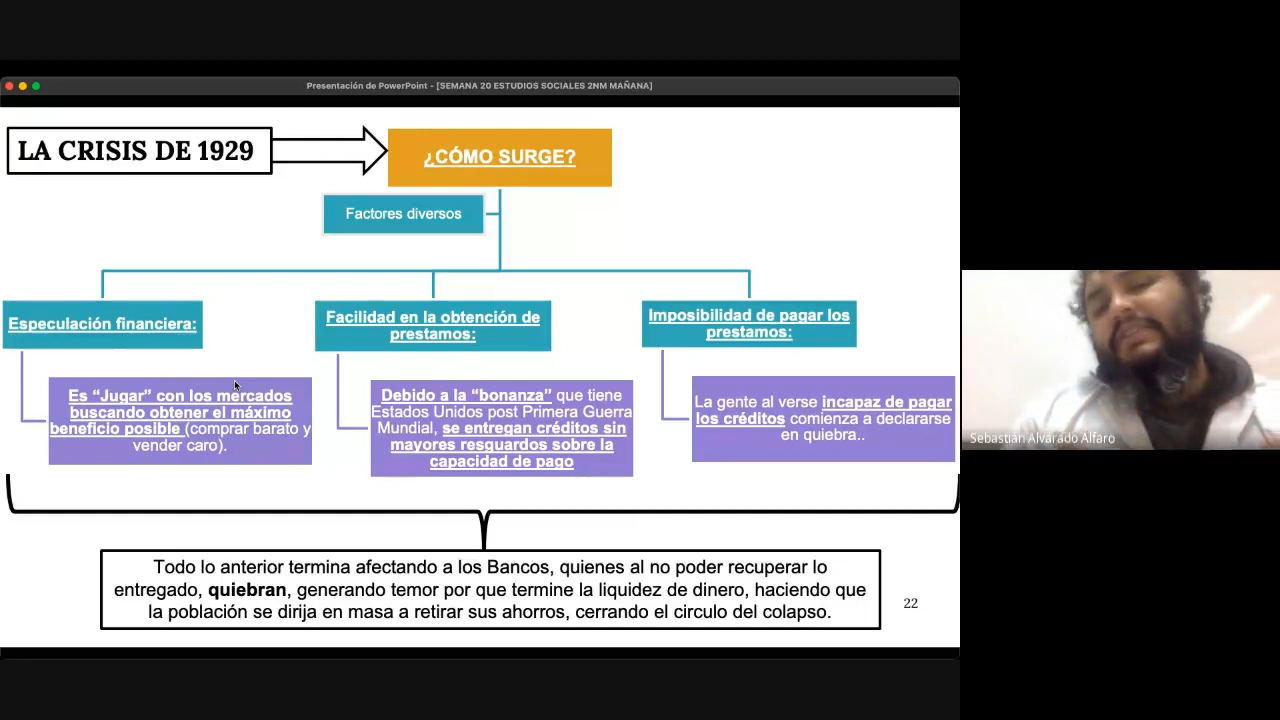 Presentación de PowerPoint - [SEMANA 20 ESTUDIOS SOCIALES 2NM MAÑANA]
LA CRISIS DE 1929
¿CÓMO SURGE?
Factores diversos
Especulación financiera:
Facilidad en la obtención de
prestamos:
Imposibilidad de pagar los
prestamos:
Es “Jugar” con los mercados
buscando obtener el máximo
beneficio posible (comprar barato y
vender caro).
Debido a la “bonanza” que tiene
Estados Unidos post Primera Guerra
Mundial, se entregan créditos sin
mayores resguardos sobre la
capacidad de pago
La gente al verse incapaz de pagar
los créditos comienza a declararse
en quiebra..
Todo lo anterior termina afectando a los Bancos, quienes al no poder recuperar lo
entregado, quiebran, generando temor por que termine la liquidez de dinero, haciendo que
la población se dirija en masa a retirar sus ahorros, cerrando el circulo del colapso.
22
Sebastián Alvarado Alfaro